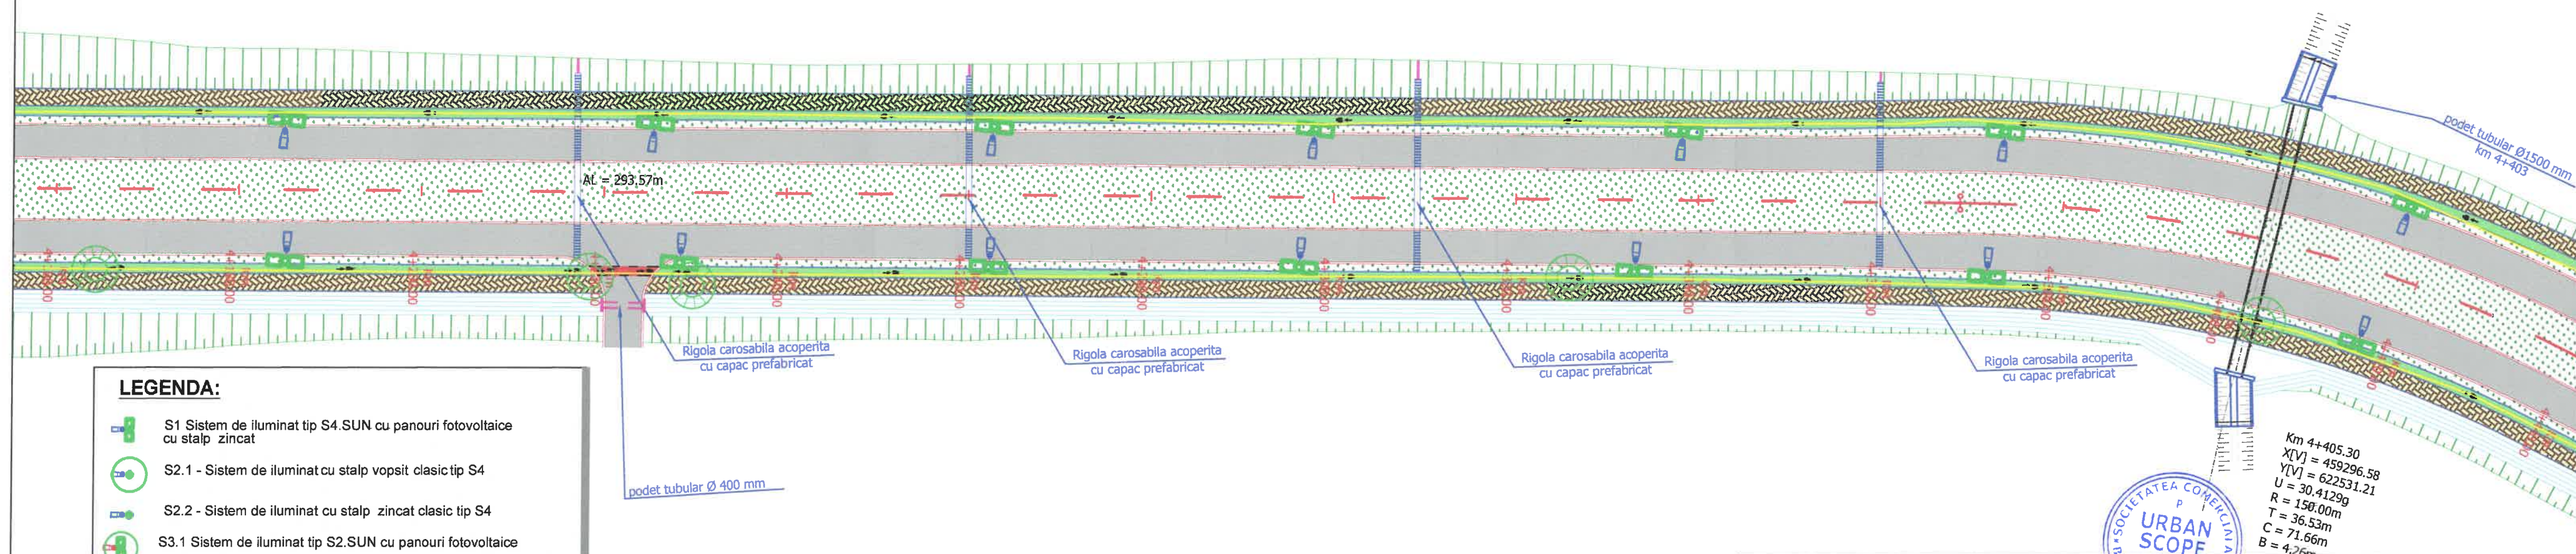 podet tubular Ø1500 mm
km 4+403
AL = 293,57m
Rigola carosabila acoperita
cu capac prefabricat
Rigola carosabila acoperita
cu capac prefabricat
Rigola carosabila acoperita
cu capac prefabricat
Rigola carosabila acoperita
cu capac prefabricat
podet tubular Ø 400 mm
LEGENDA:
S1 Sistem de iluminat tip S4.SUN cu panouri fotovoltaice
cu stalp zincat
S2.1 - Sistem de iluminat cu stalp vopsit clasic tip S4
S2.2 - Sistem de iluminat cu stalp zincat clasic tip S4
S3.1 Sistem de iluminat tip S2.SUN cu panouri fotovoltaice
Km 4+405.30
X[V] = 459296.58
Y[V] = 622531.21
U = 30.4129g
R = 150.00m
T = 36.53m
C = 71.66m
B = 4.26m
SOCIETATEA COMERCIALA
P
URBAN
SCOPE